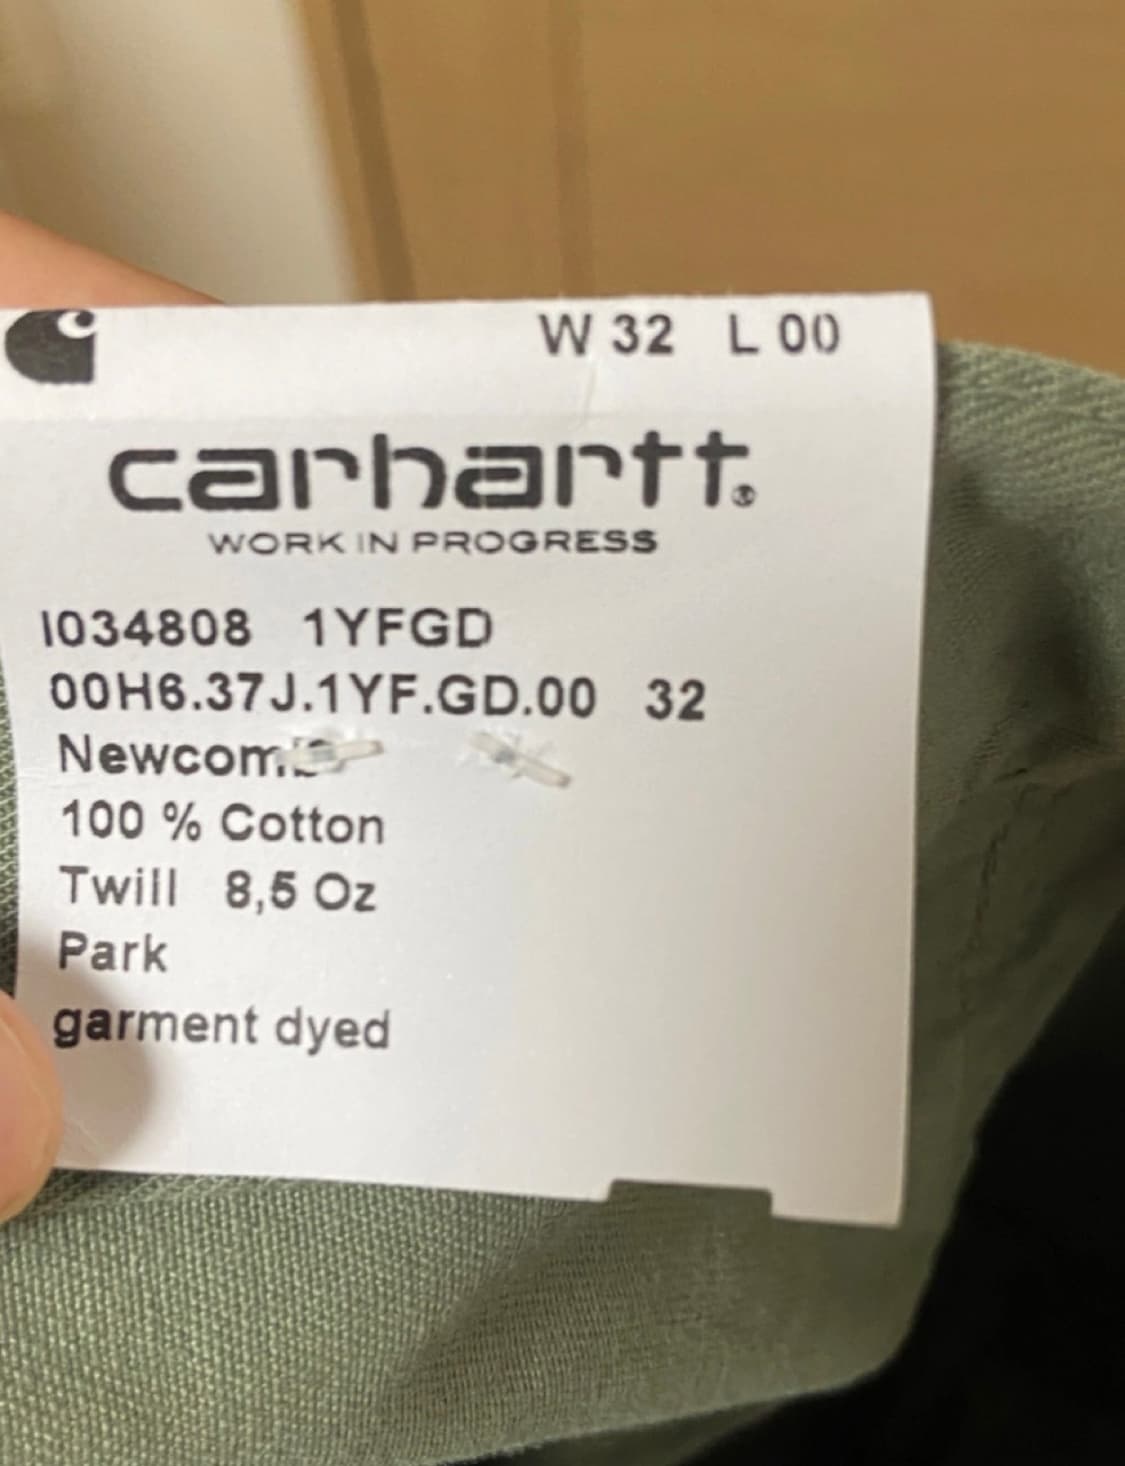 W 32 L 00
carhartt®
WORK IN PROGRESS
I034808 1YFGD
00H6.37J.1YF.GD.00 32
100 % Cotton
Twill 8,5 Oz
Park
garment dyed